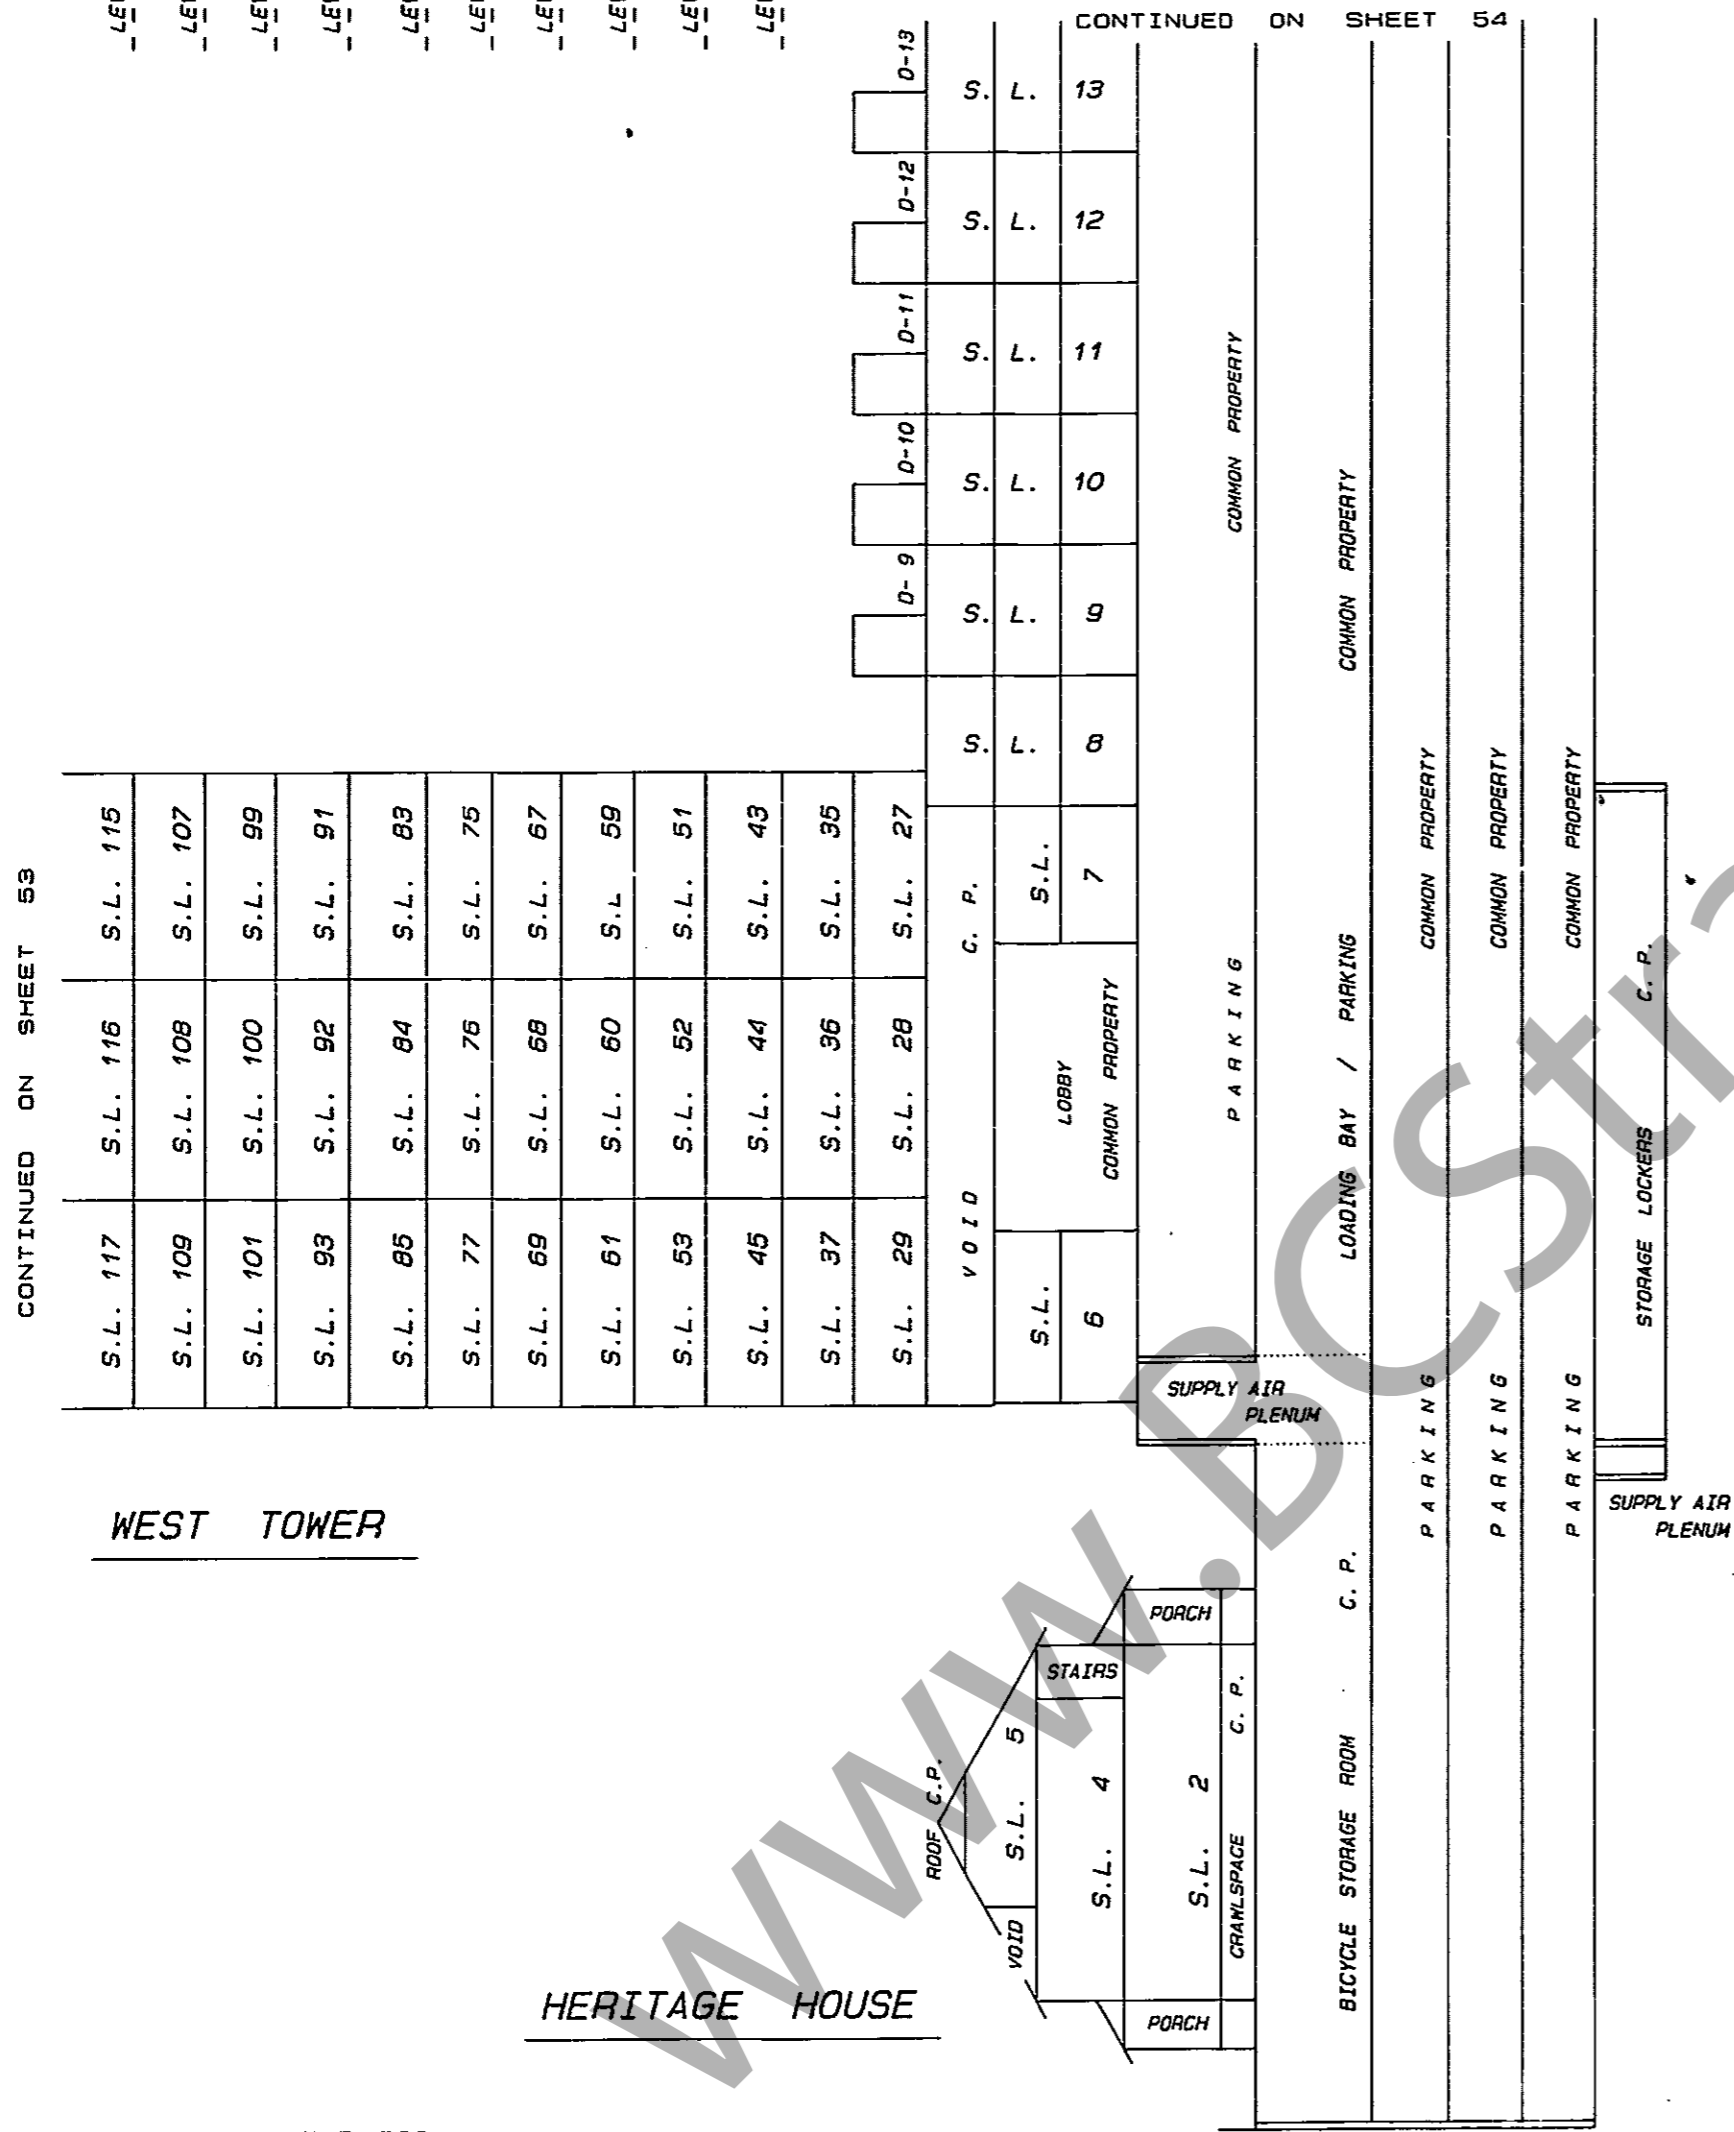 CONTINUED ON SHEET 53
S.L. 117 S.L. 116 S.L. 115
S.L. 109 S.L. 108 S.L. 107
S.L. 101 S.L. 100 S.L. 99
S.L. 93 S.L. 92 S.L. 91
S.L. 85 S.L. 84 S.L. 83
S.L. 77 S.L. 76 S.L. 75
S.L. 69 S.L. 68 S.L. 67
S.L. 61 S.L. 60 S.L 59
S.L. 53 S.L. 52 S.L. 51
S.L. 45 S.L. 44 S.L. 43
S.L. 37 S.L. 36 S.L. 35
S.L. 29 S.L. 28 S.L. 27
D- 9 D-10 D-11 D-12 D-13
VOID C. P.
S.L. 6
LOBBY
COMMON PROPERTY
S.L. 7
S. L. 8
S. L. 9
S. L. 10
S. L. 11
S. L. 12
S. L. 13
CONTINUED ON SHEET 54
SUPPLY AIR
PLENUM
PARKING COMMON PROPERTY
BICYCLE STORAGE ROOM C. P. LOADING BAY / PARKING COMMON PROPERTY
PARKING COMMON PROPERTY
PARKING COMMON PROPERTY
PARKING COMMON PROPERTY
STORAGE LOCKERS C. P.
SUPPLY AIR
PLENUM
WEST TOWER
ROOF C.P.
VOID S.L. 5
S.L. 4 STAIRS
PORCH S.L. 2 PORCH
CRAWLSPACE C. P.
HERITAGE HOUSE